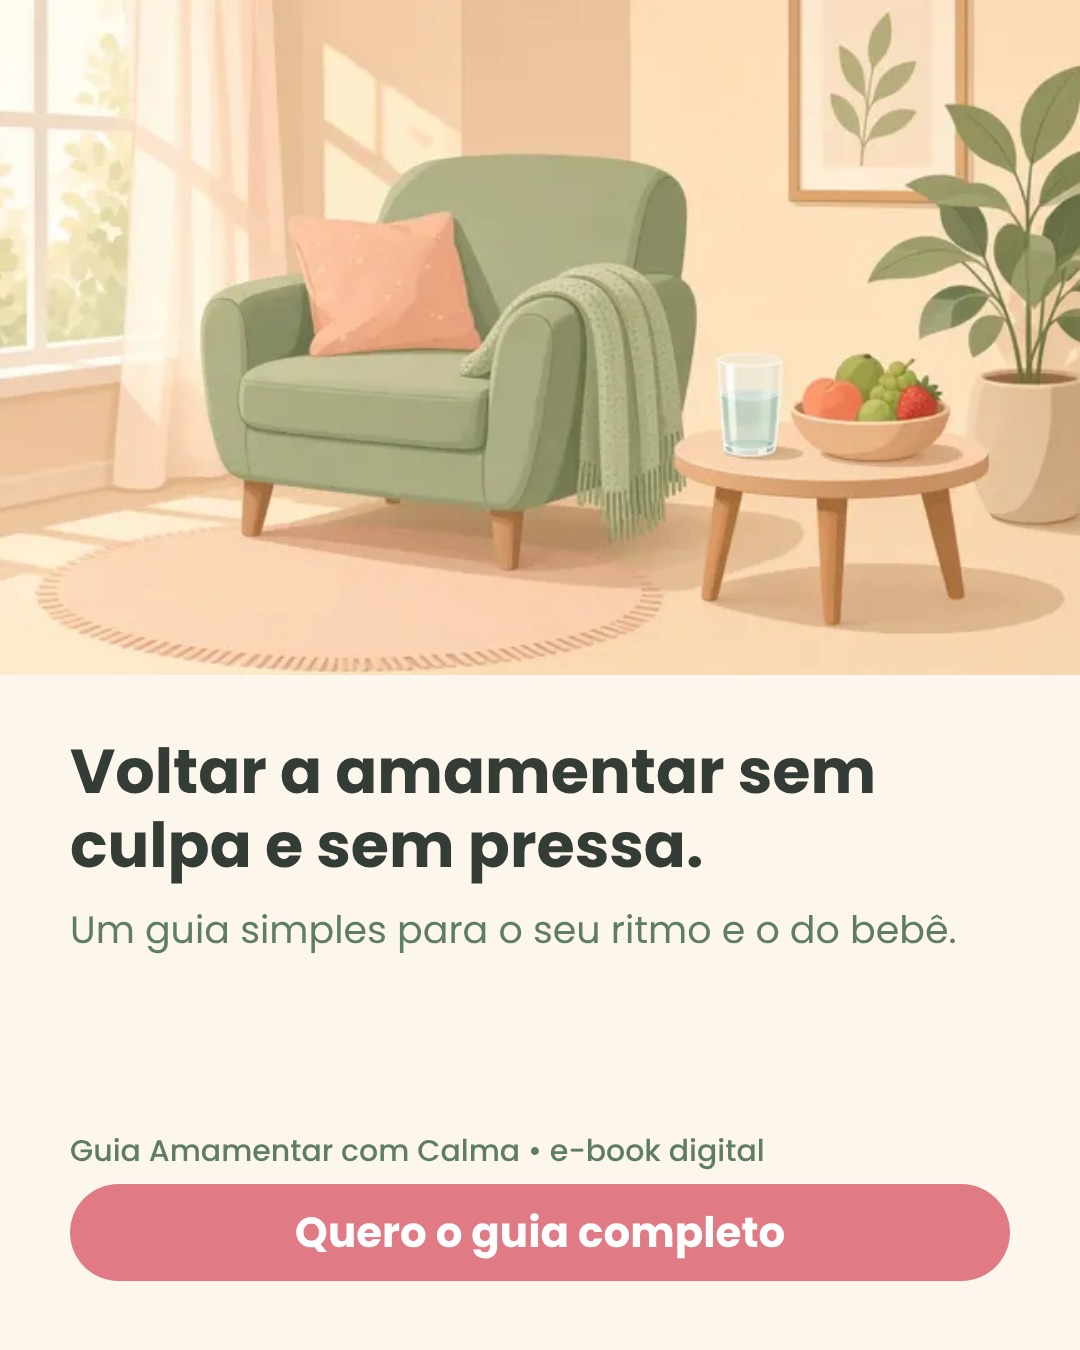 Voltar a amamentar sem
culpa e sem pressa.
Um guia simples para o seu ritmo e o do bebê.
Guia Amamentar com Calma • e-book digital
Quero o guia completo